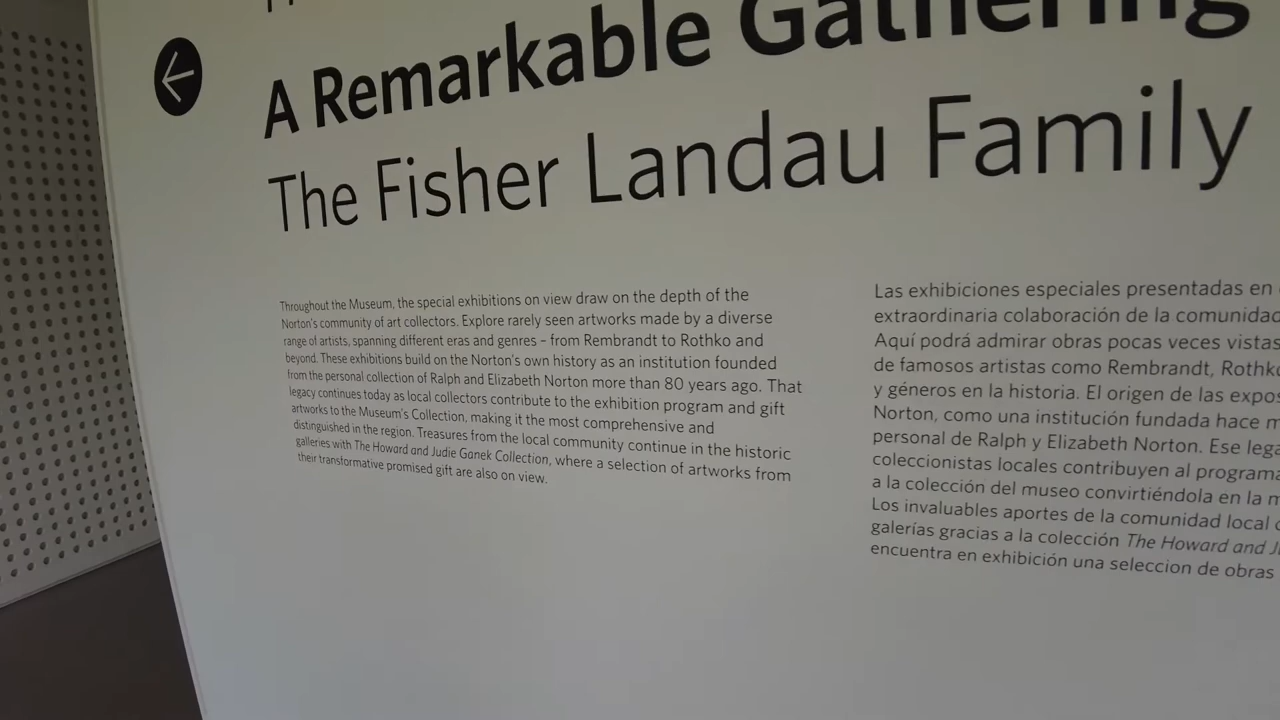 A Remarkable Gathering
The Fisher Landau Family
Throughout the Museum, the special exhibitions on view draw on the depth of the
Norton's community of art collectors. Explore rarely seen artworks made by a diverse
range of artists, spanning different eras and genres – from Rembrandt to Rothko and
beyond. These exhibitions build on the Norton's own history as an institution founded
from the personal collection of Ralph and Elizabeth Norton more than 80 years ago. That
legacy continues today as local collectors contribute to the exhibition program and gift
artworks to the Museum's Collection, making it the most comprehensive and
distinguished in the region. Treasures from the local community continue in the historic
galleries with The Howard and Judie Ganek Collection, where a selection of artworks from
their transformative promised gift are also on view.
Las exhibiciones especiales presentadas en
extraordinaria colaboración de la comunidad
Aquí podrá admirar obras pocas veces vistas
de famosos artistas como Rembrandt, Rothko
y géneros en la historia. El origen de las
Norton, como una institución fundada hace
personal de Ralph y Elizabeth Norton. Ese
coleccionistas locales contribuyen al programa
a la colección del museo convirtiéndola en la
Los invaluables aportes de la comunidad local
galerías gracias a la colección The Howard and
encuentra en exhibición una seleccion de obras